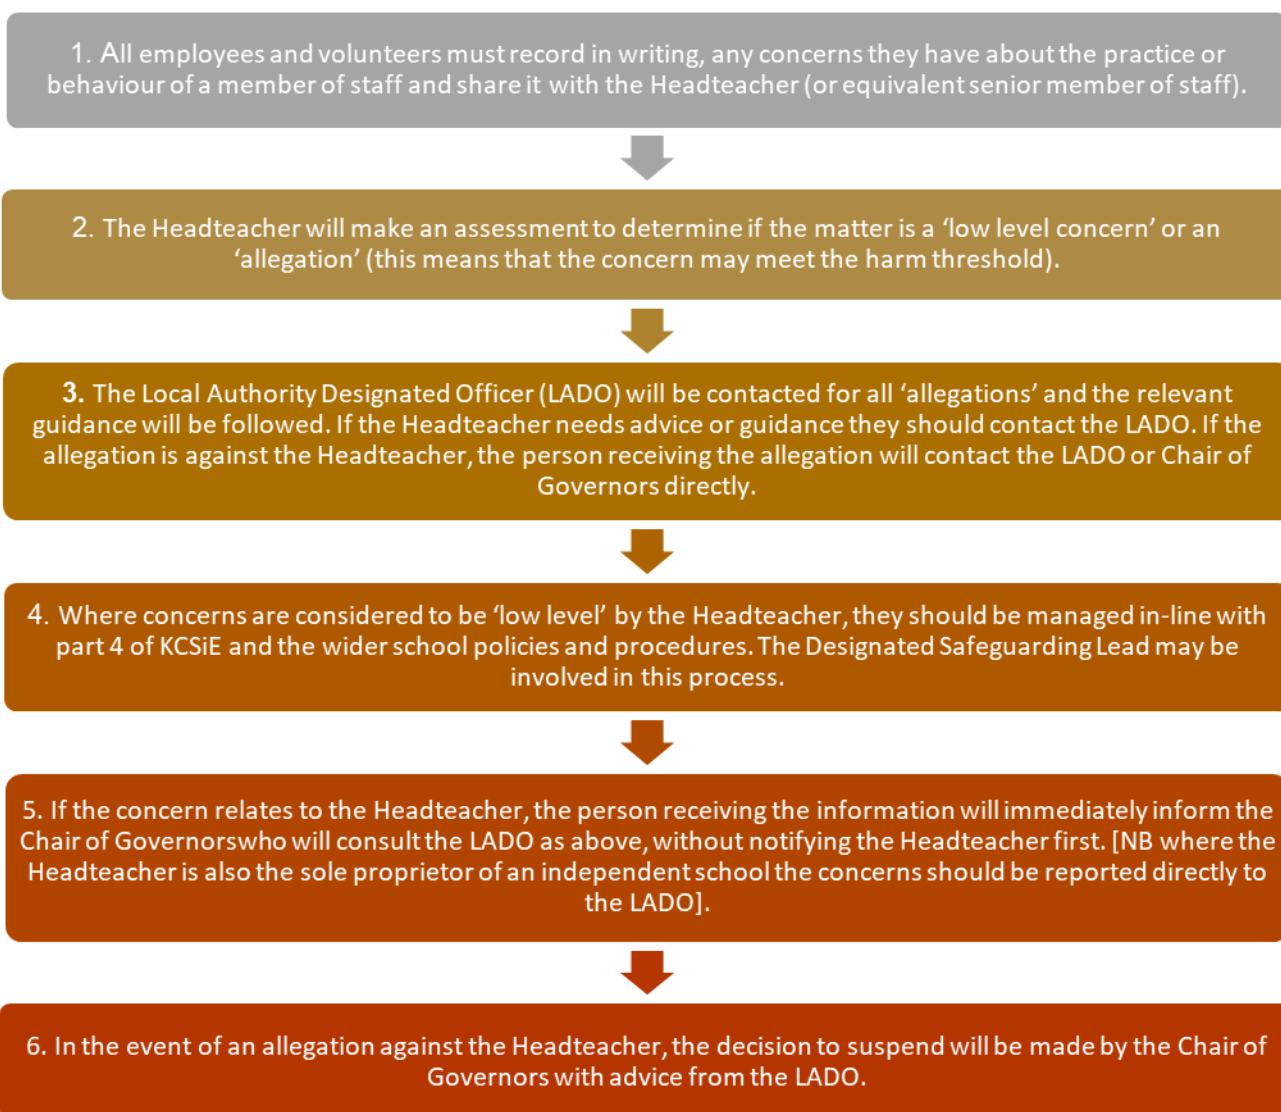 1. All employees and volunteers must record in writing, any concerns they have about the practice or
behaviour of a member of staff and share it with the Headteacher (or equivalent senior member of staff).
2. The Headteacher will make an assessment to determine if the matter is a ‘low level concern’ or an
‘allegation’ (this means that the concern may meet the harm threshold).
3. The Local Authority Designated Officer (LADO) will be contacted for all ‘allegations’ and the relevant
guidance will be followed. If the Headteacher needs advice or guidance they should contact the LADO. If the
allegation is against the Headteacher, the person receiving the allegation will contact the LADO or Chair of
Governors directly.
4. Where concerns are considered to be ‘low level’ by the Headteacher, they should be managed in-line with
part 4 of KCSiE and the wider school policies and procedures. The Designated Safeguarding Lead may be
involved in this process.
5. If the concern relates to the Headteacher, the person receiving the information will immediately inform the
Chair of Governorswho will consult the LADO as above, without notifying the Headteacher first. [NB where the
Headteacher is also the sole proprietor of an independent school the concerns should be reported directly to
the LADO].
6. In the event of an allegation against the Headteacher, the decision to suspend will be made by the Chair of
Governors with advice from the LADO.